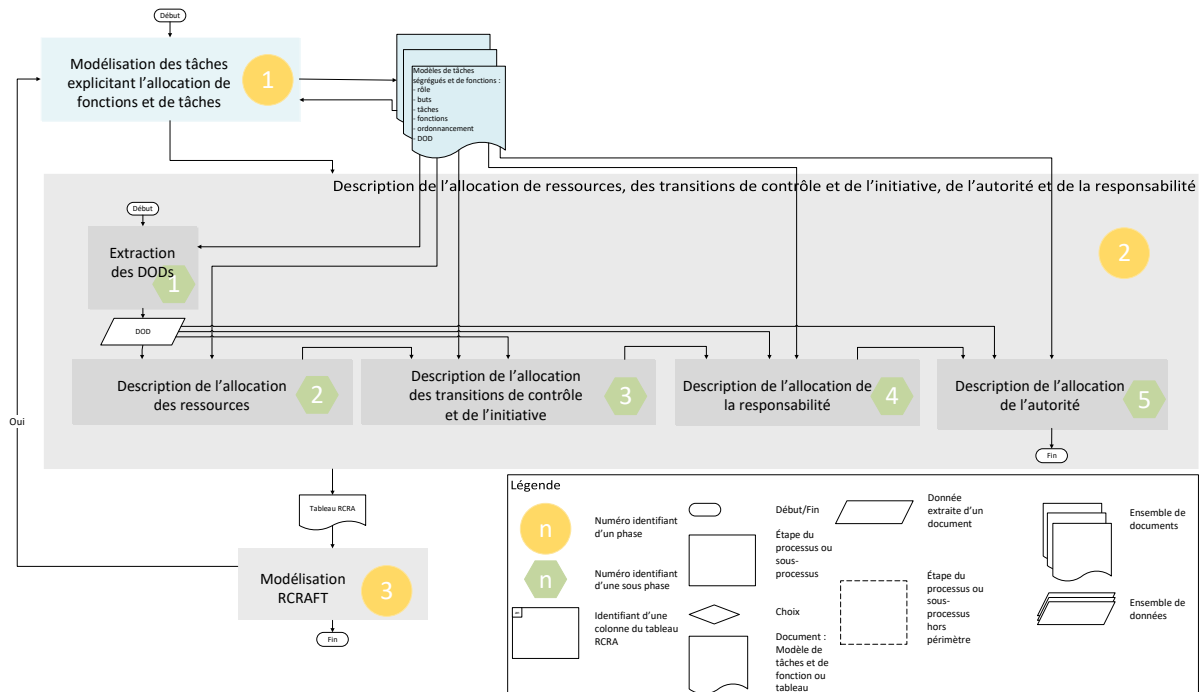 Début
Modélisation des tâches
explicitant l'allocation de
fonctions et de tâches
1
Modèles de tâches
ségrégués et de fonctions :
- rôle
- buts
- tâches
- fonctions
- ordonnancement
- DOD
Description de l'allocation de ressources, des transitions de contrôle et de l'initiative, de l'autorité et de la responsabilité
2
Début
Extraction
des DODs
1
DOD
Description de l'allocation
des ressources
2
Description de l'allocation
des transitions de contrôle
et de l'initiative
3
Description de l'allocation de
la responsabilité
4
Description de l'allocation
de l'autorité
5
Fin
Oui
Tableau RCRA
Modélisation
RCRAFT
3
Fin
Légende
n
Numéro identifiant
d'un phase
n
Numéro identifiant
d'une sous phase
Identifiant d'une
colonne du tableau
RCRA
Début/Fin
Étape du
processus ou
sous-
processus
Choix
Document :
Modèle de
tâches et de
fonction ou
tableau
Donnée
extraite d'un
document
Étape du
processus ou
sous-
processus
hors
périmètre
Ensemble de
documents
Ensemble de
données